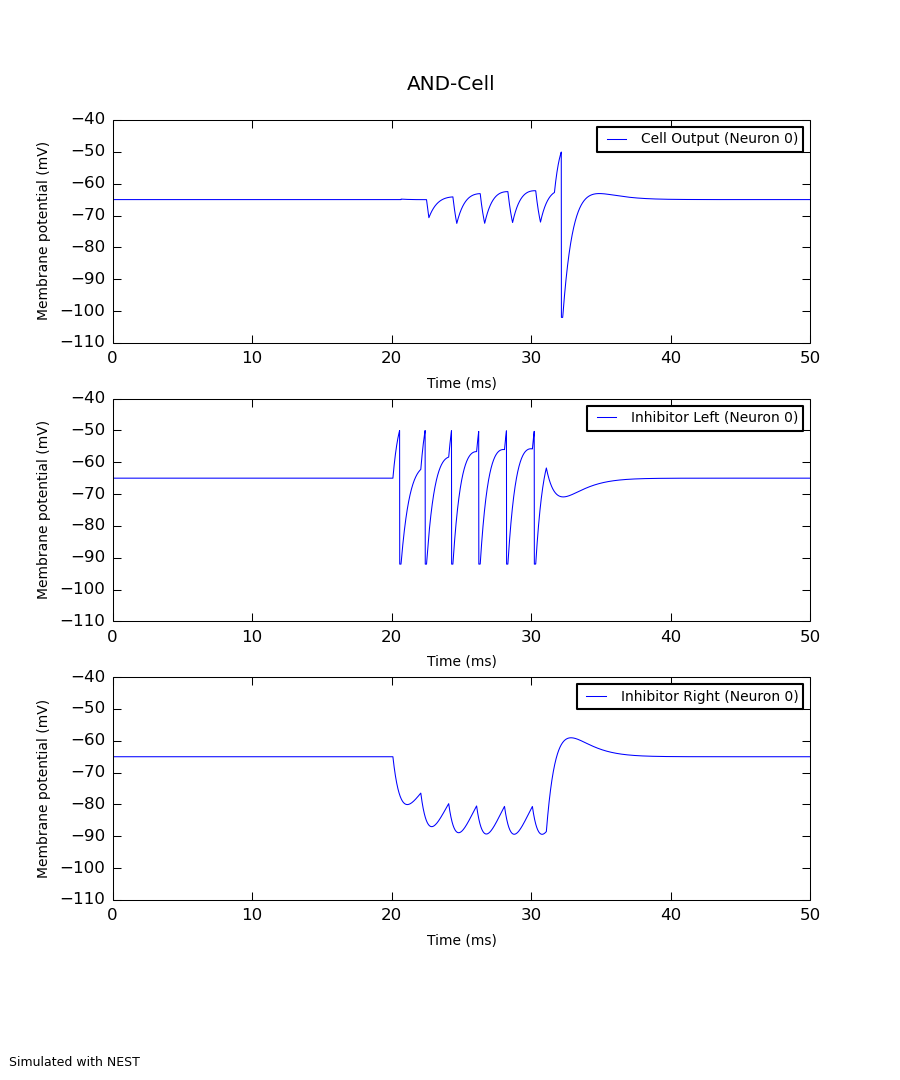 AND-Cell
−40
−50
−60
−70
−80
−90
−100
−110
Membrane potential (mV)
Cell Output (Neuron 0)
0 10 20 30 40 50
Time (ms)
−40
−50
−60
−70
−80
−90
−100
−110
Membrane potential (mV)
Inhibitor Left (Neuron 0)
0 10 20 30 40 50
Time (ms)
−40
−50
−60
−70
−80
−90
−100
−110
Membrane potential (mV)
Inhibitor Right (Neuron 0)
0 10 20 30 40 50
Time (ms)
Simulated with NEST